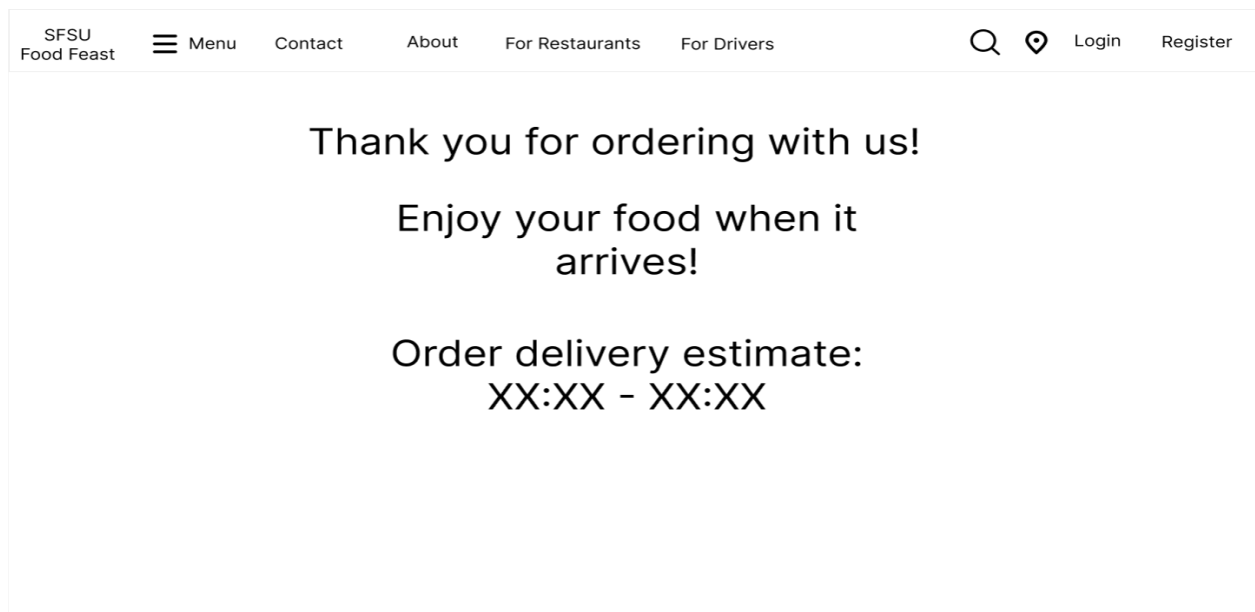 SFSU
Food Feast
Menu
Contact
About
For Restaurants
For Drivers
Login
Register
Thank you for ordering with us!
Enjoy your food when it
arrives!
Order delivery estimate:
XX:XX - XX:XX